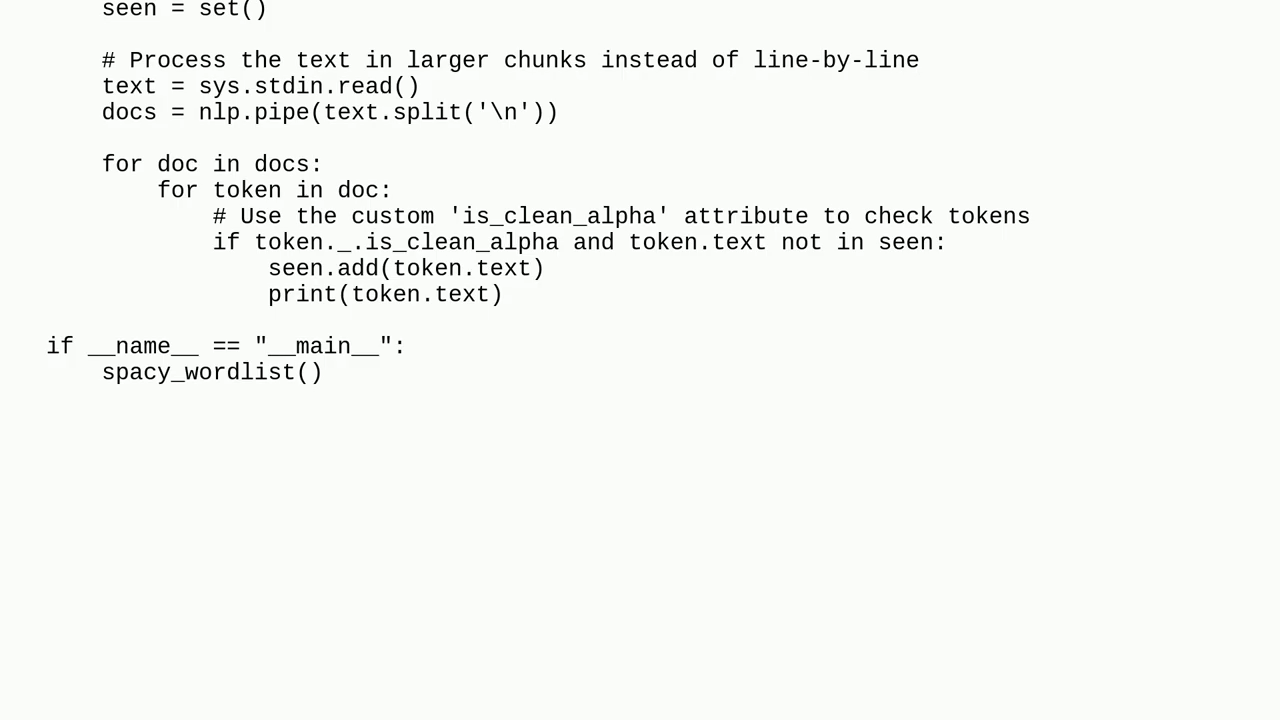 seen = set()
# Process the text in larger chunks instead of line-by-line
text = sys.stdin.read()
docs = nlp.pipe(text.split('\n'))
for doc in docs:
for token in doc:
# Use the custom 'is_clean_alpha' attribute to check tokens
if token._.is_clean_alpha and token.text not in seen:
seen.add(token.text)
print(token.text)
if __name__ == "__main__":
spacy_wordlist()